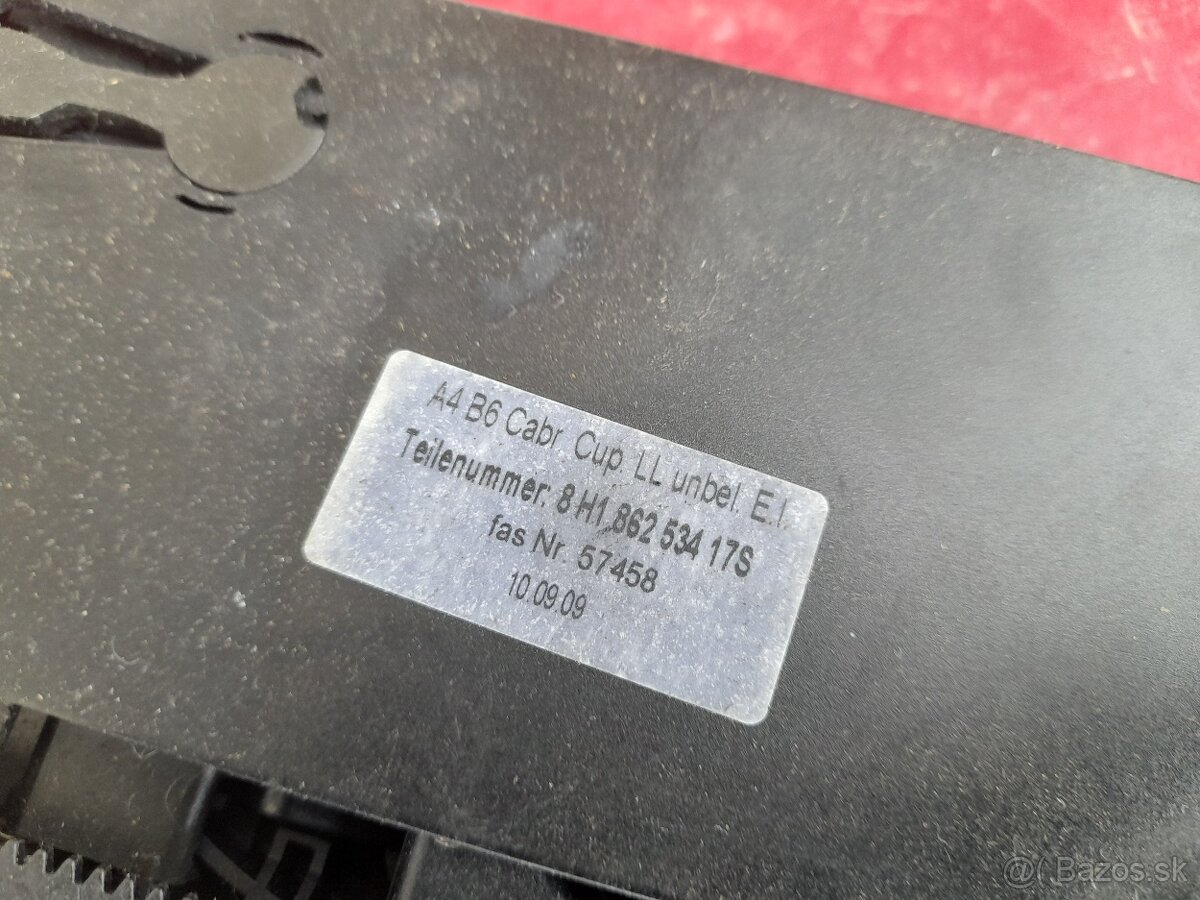 A4 B6 Cabr. Cup. LL unbel. E.I.
Teilenummer: 8 H1 862 534 17S
fas Nr. 57458
10.09.09
@( Bazos.sk